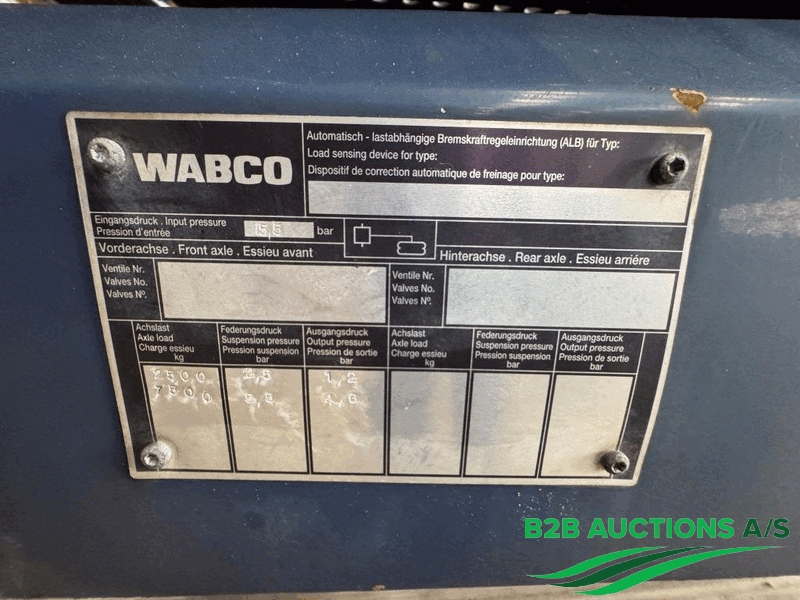 WABCO
Automatisch - lastabhängige Bremskraftregeleinrichtung (ALB) für Typ:
Load sensing device for type:
Dispositif de correction automatique de freinage pour type:
Eingangsdruck . Input pressure
Pression d'entrée
bar
Vorderachse . Front axle . Essieu avant
Hinterachse . Rear axle . Essieu arriére
Ventile Nr.
Valves No.
Valves Nº.
Ventile Nr.
Valves No.
Valves Nº.
Achslast
Axle load
Charge essieu
kg
Federungsdruck
Suspension pressure
Pression suspension
bar
Ausgangsdruck
Output pressure
Pression de sortie
bar
Achslast
Axle load
Charge essieu
kg
Federungsdruck
Suspension pressure
Pression suspension
bar
Ausgangsdruck
Output pressure
Pression de sortie
bar
2500
1,2
7500
B2B AUCTIONS A/S